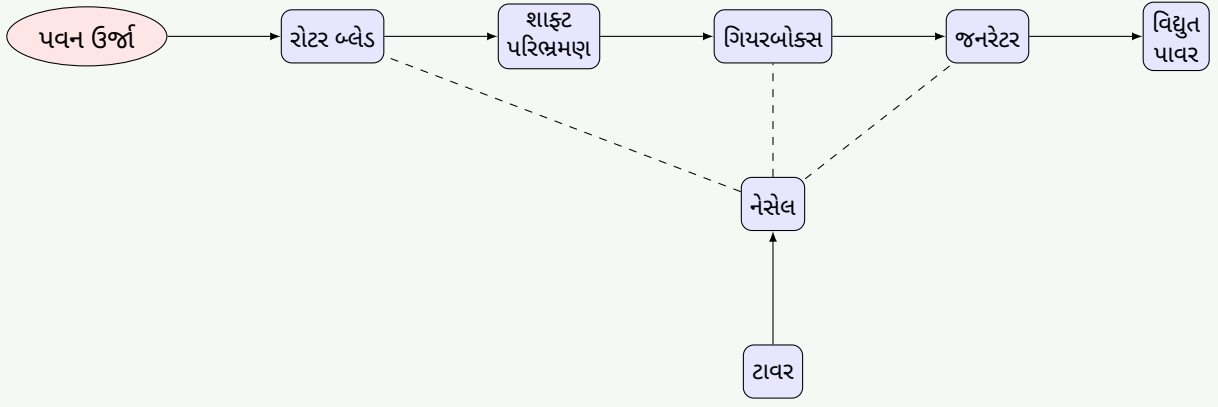 પવન ઉર્જા
રોટર બ્લેડ
શાફ્ટ
પરિભ્રમણ
ગિયરબોક્સ
જનરેટર
વિદ્યુત
પાવર
નેસેલ
ટાવર